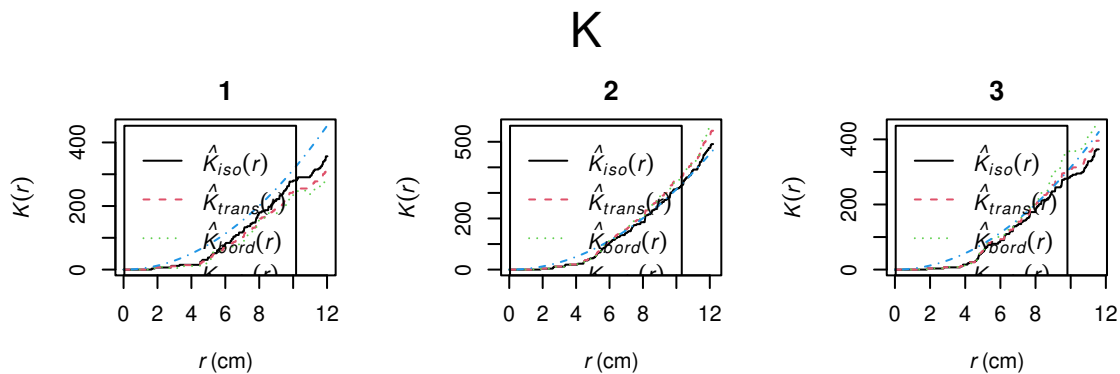 K
1
K(r)
0
200
400
K̂iso(r)
K̂trans(r)
K̂bord(r)
0 2 4 6 8 12
r (cm)
2
K(r)
0
200
500
K̂iso(r)
K̂trans(r)
K̂bord(r)
0 2 4 6 8 12
r (cm)
3
K(r)
0
200
400
K̂iso(r)
K̂trans(r)
K̂bord(r)
0 2 4 6 8 12
r (cm)